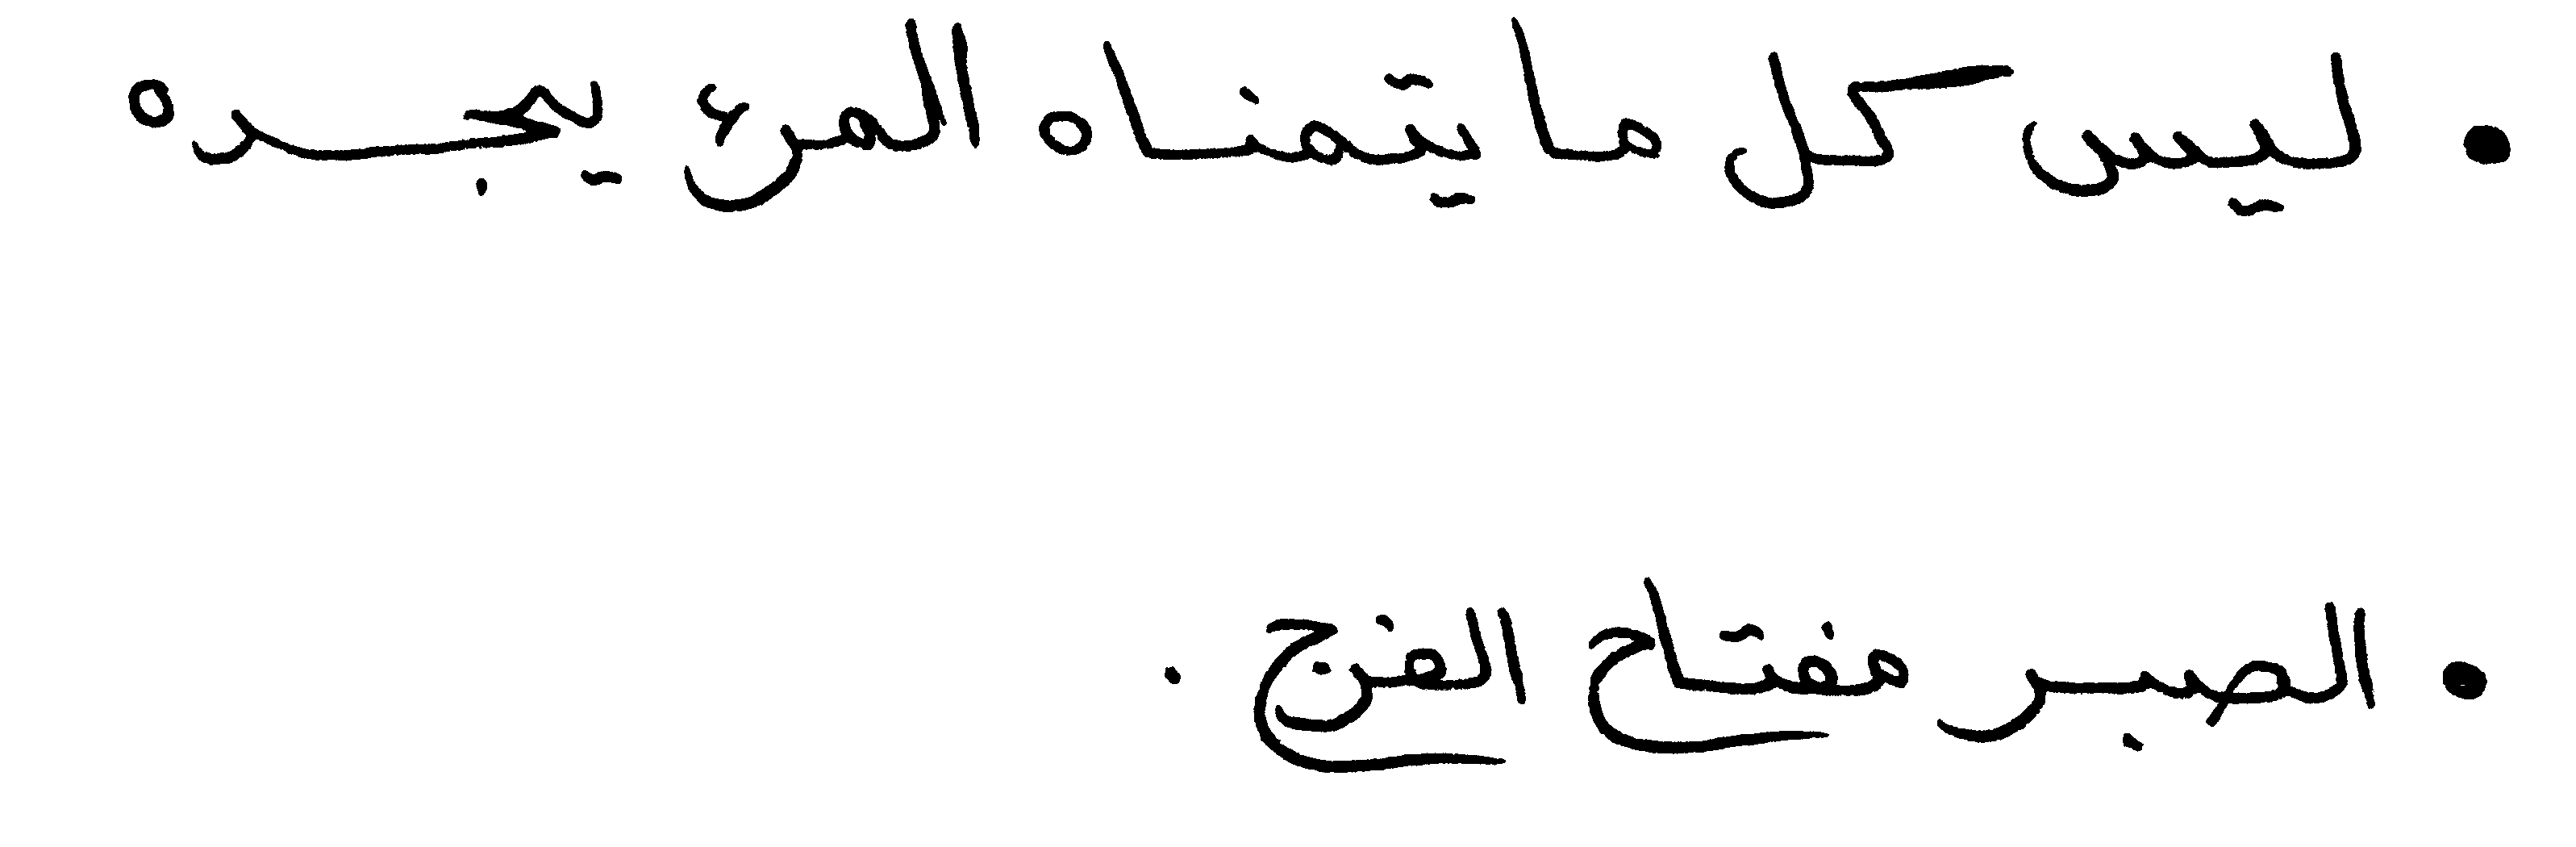 • ليس كل ما يتمناه المرء يجده
• الصبر مفتاح الفرج .